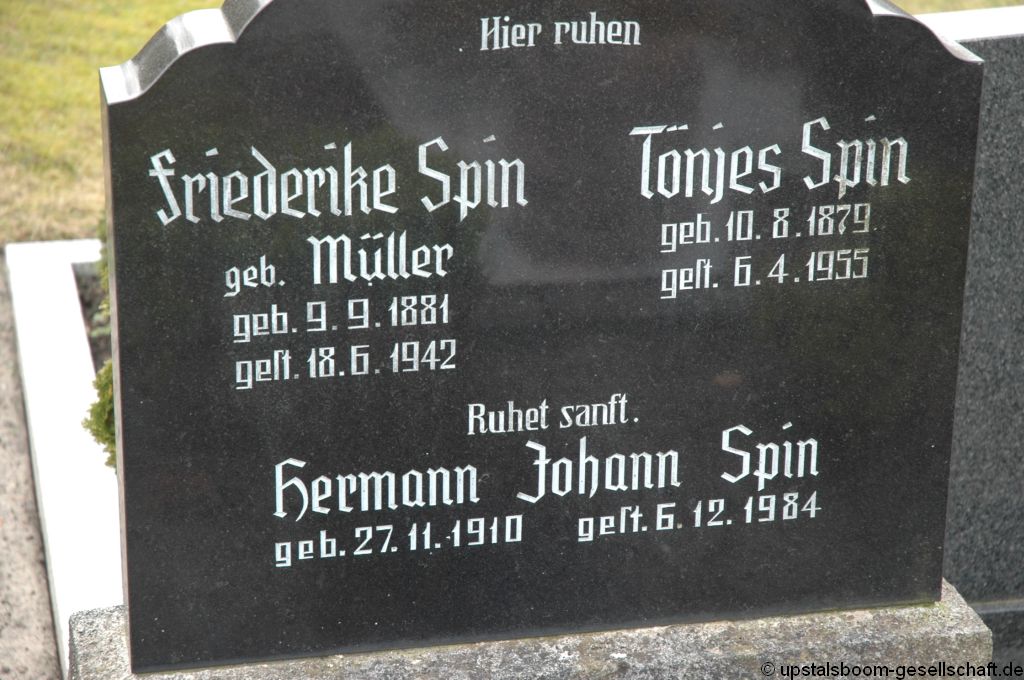 Hier ruhen
Friederike Spin
geb. Müller
geb. 9. 9. 1881
gest. 18. 6. 1942
Tönjes Spin
geb. 10. 8. 1879
gest. 6. 4. 1955
Ruhet sanft.
Hermann Johann Spin
geb. 27. 11. 1910 gest. 6. 12. 1984
© upstalsboom-gesellschaft.de